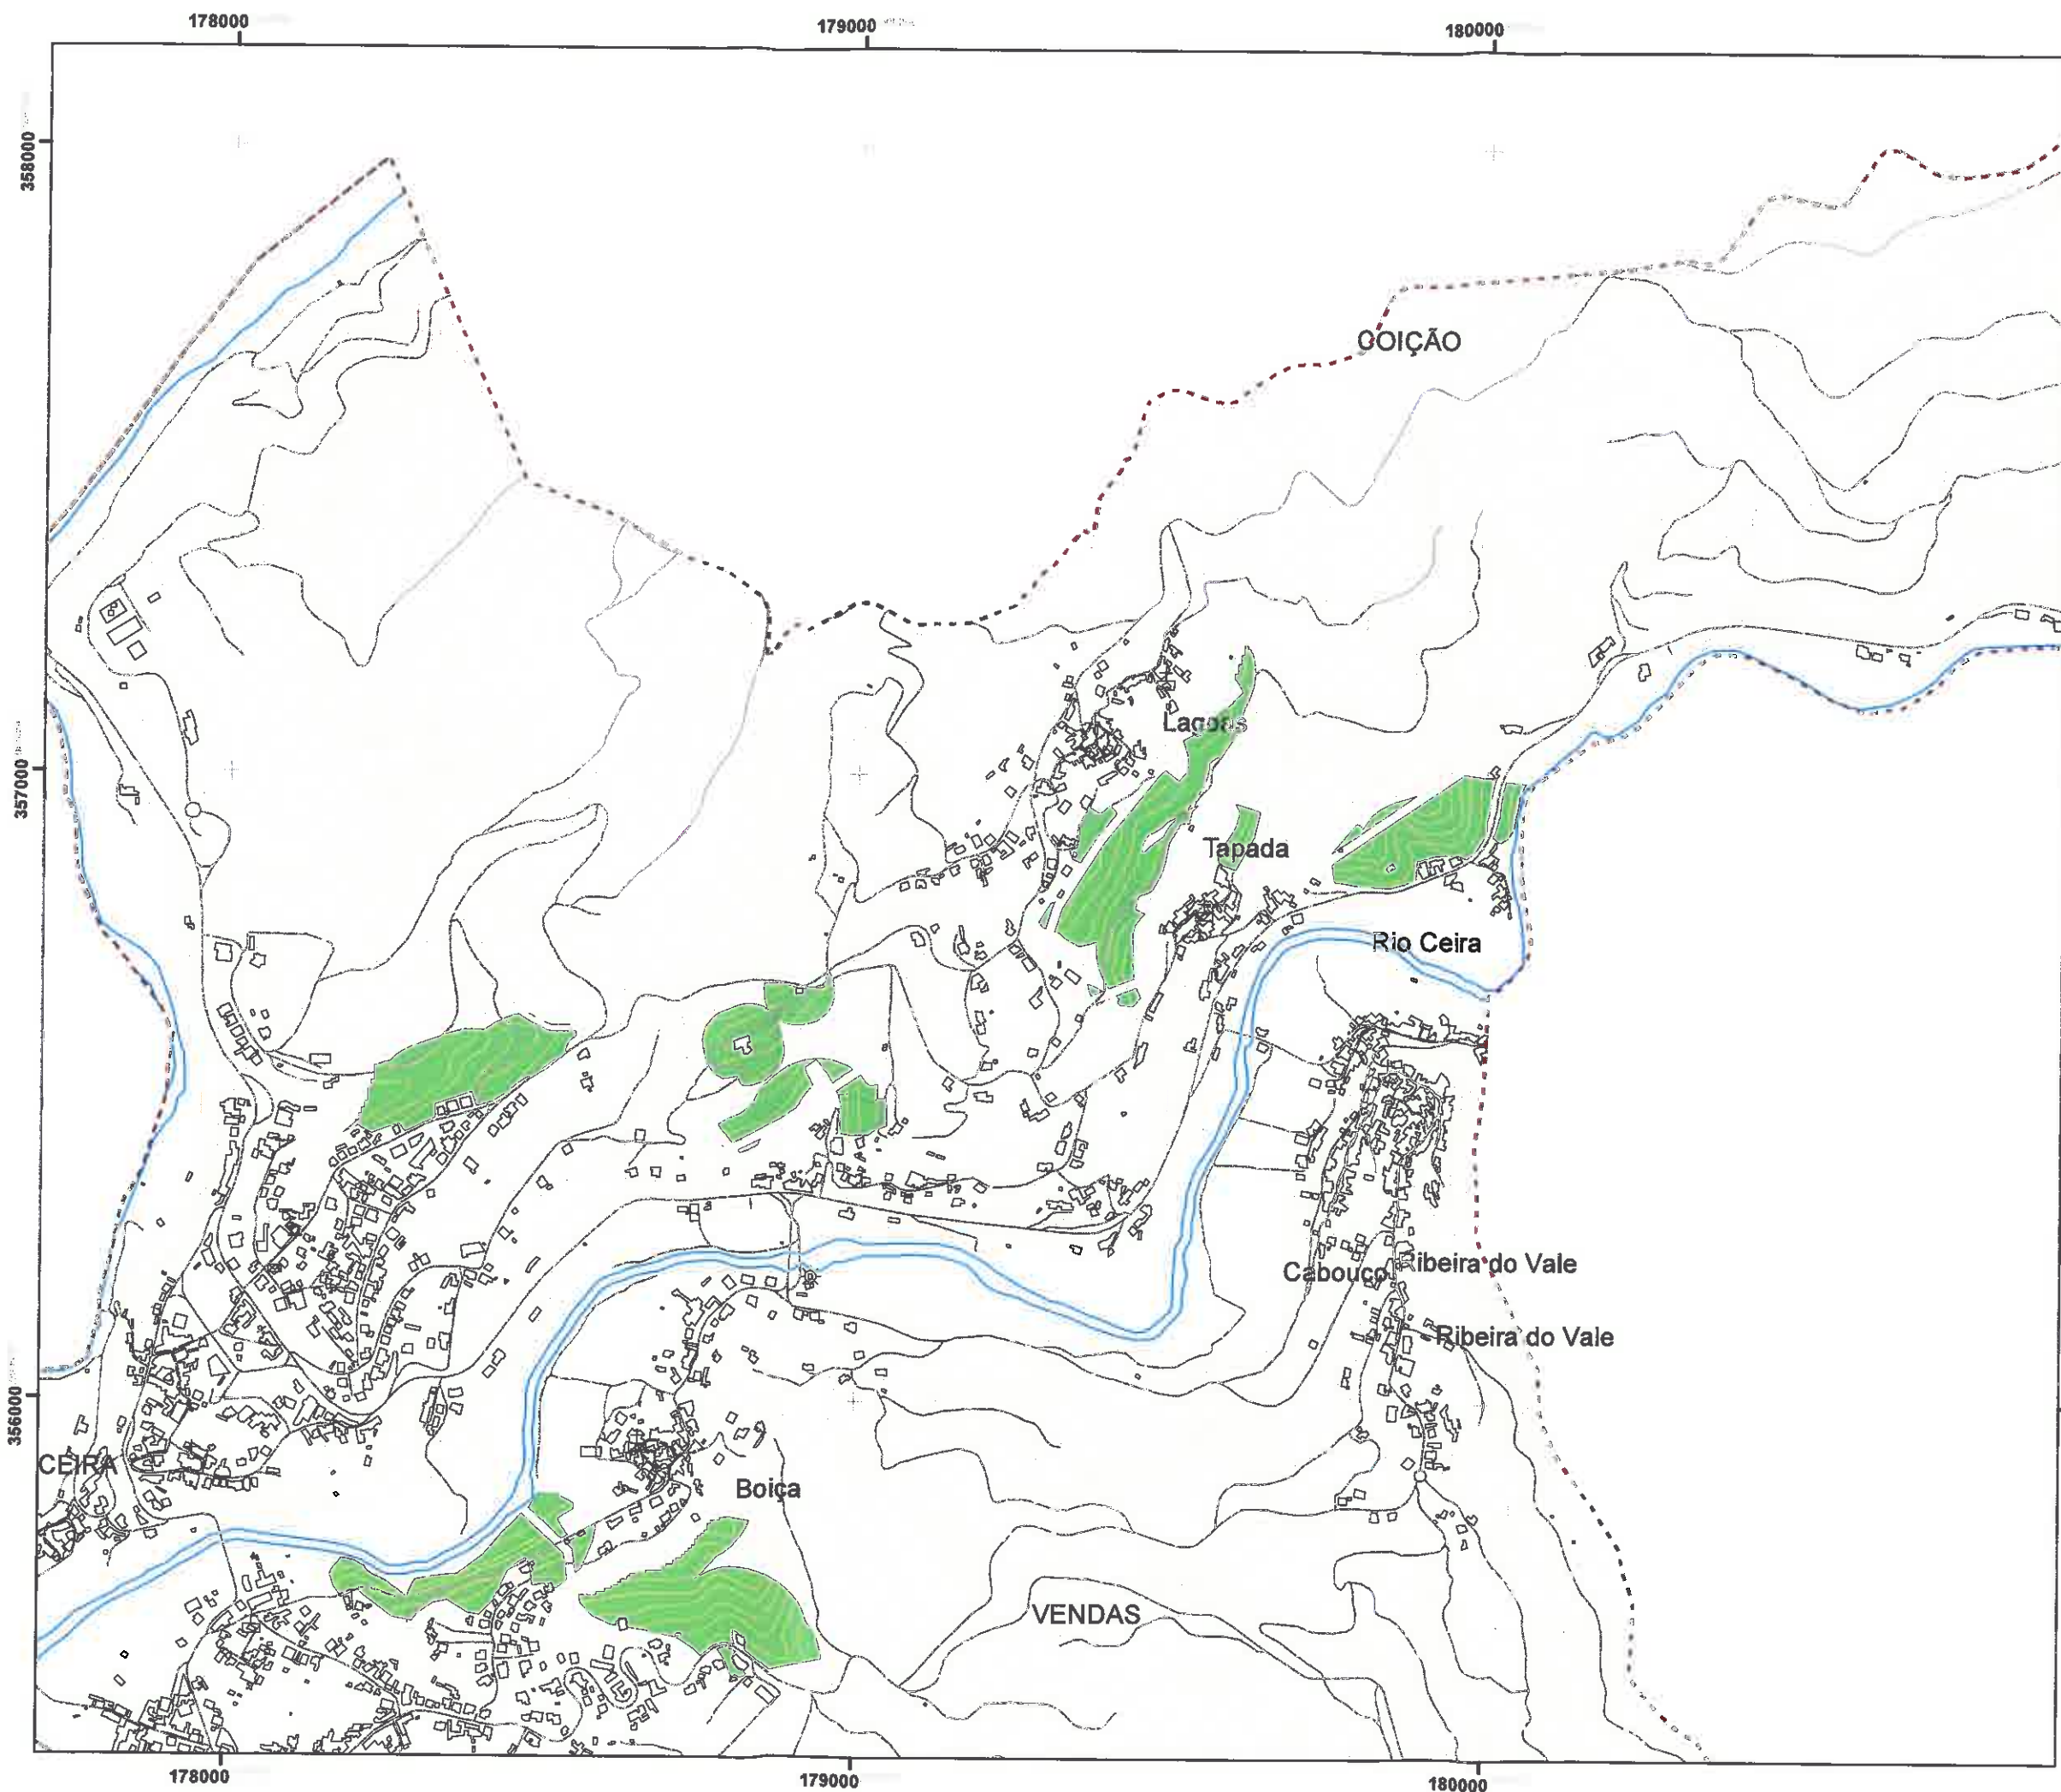 178000
179000
180000
358000
COIÇÃO
357000
Lagoas
Tapada
Rio Ceira
Cabouço
Ribeira do Vale
Ribeira do Vale
356000
CEIRA
Boiça
VENDAS
178000
179000
180000